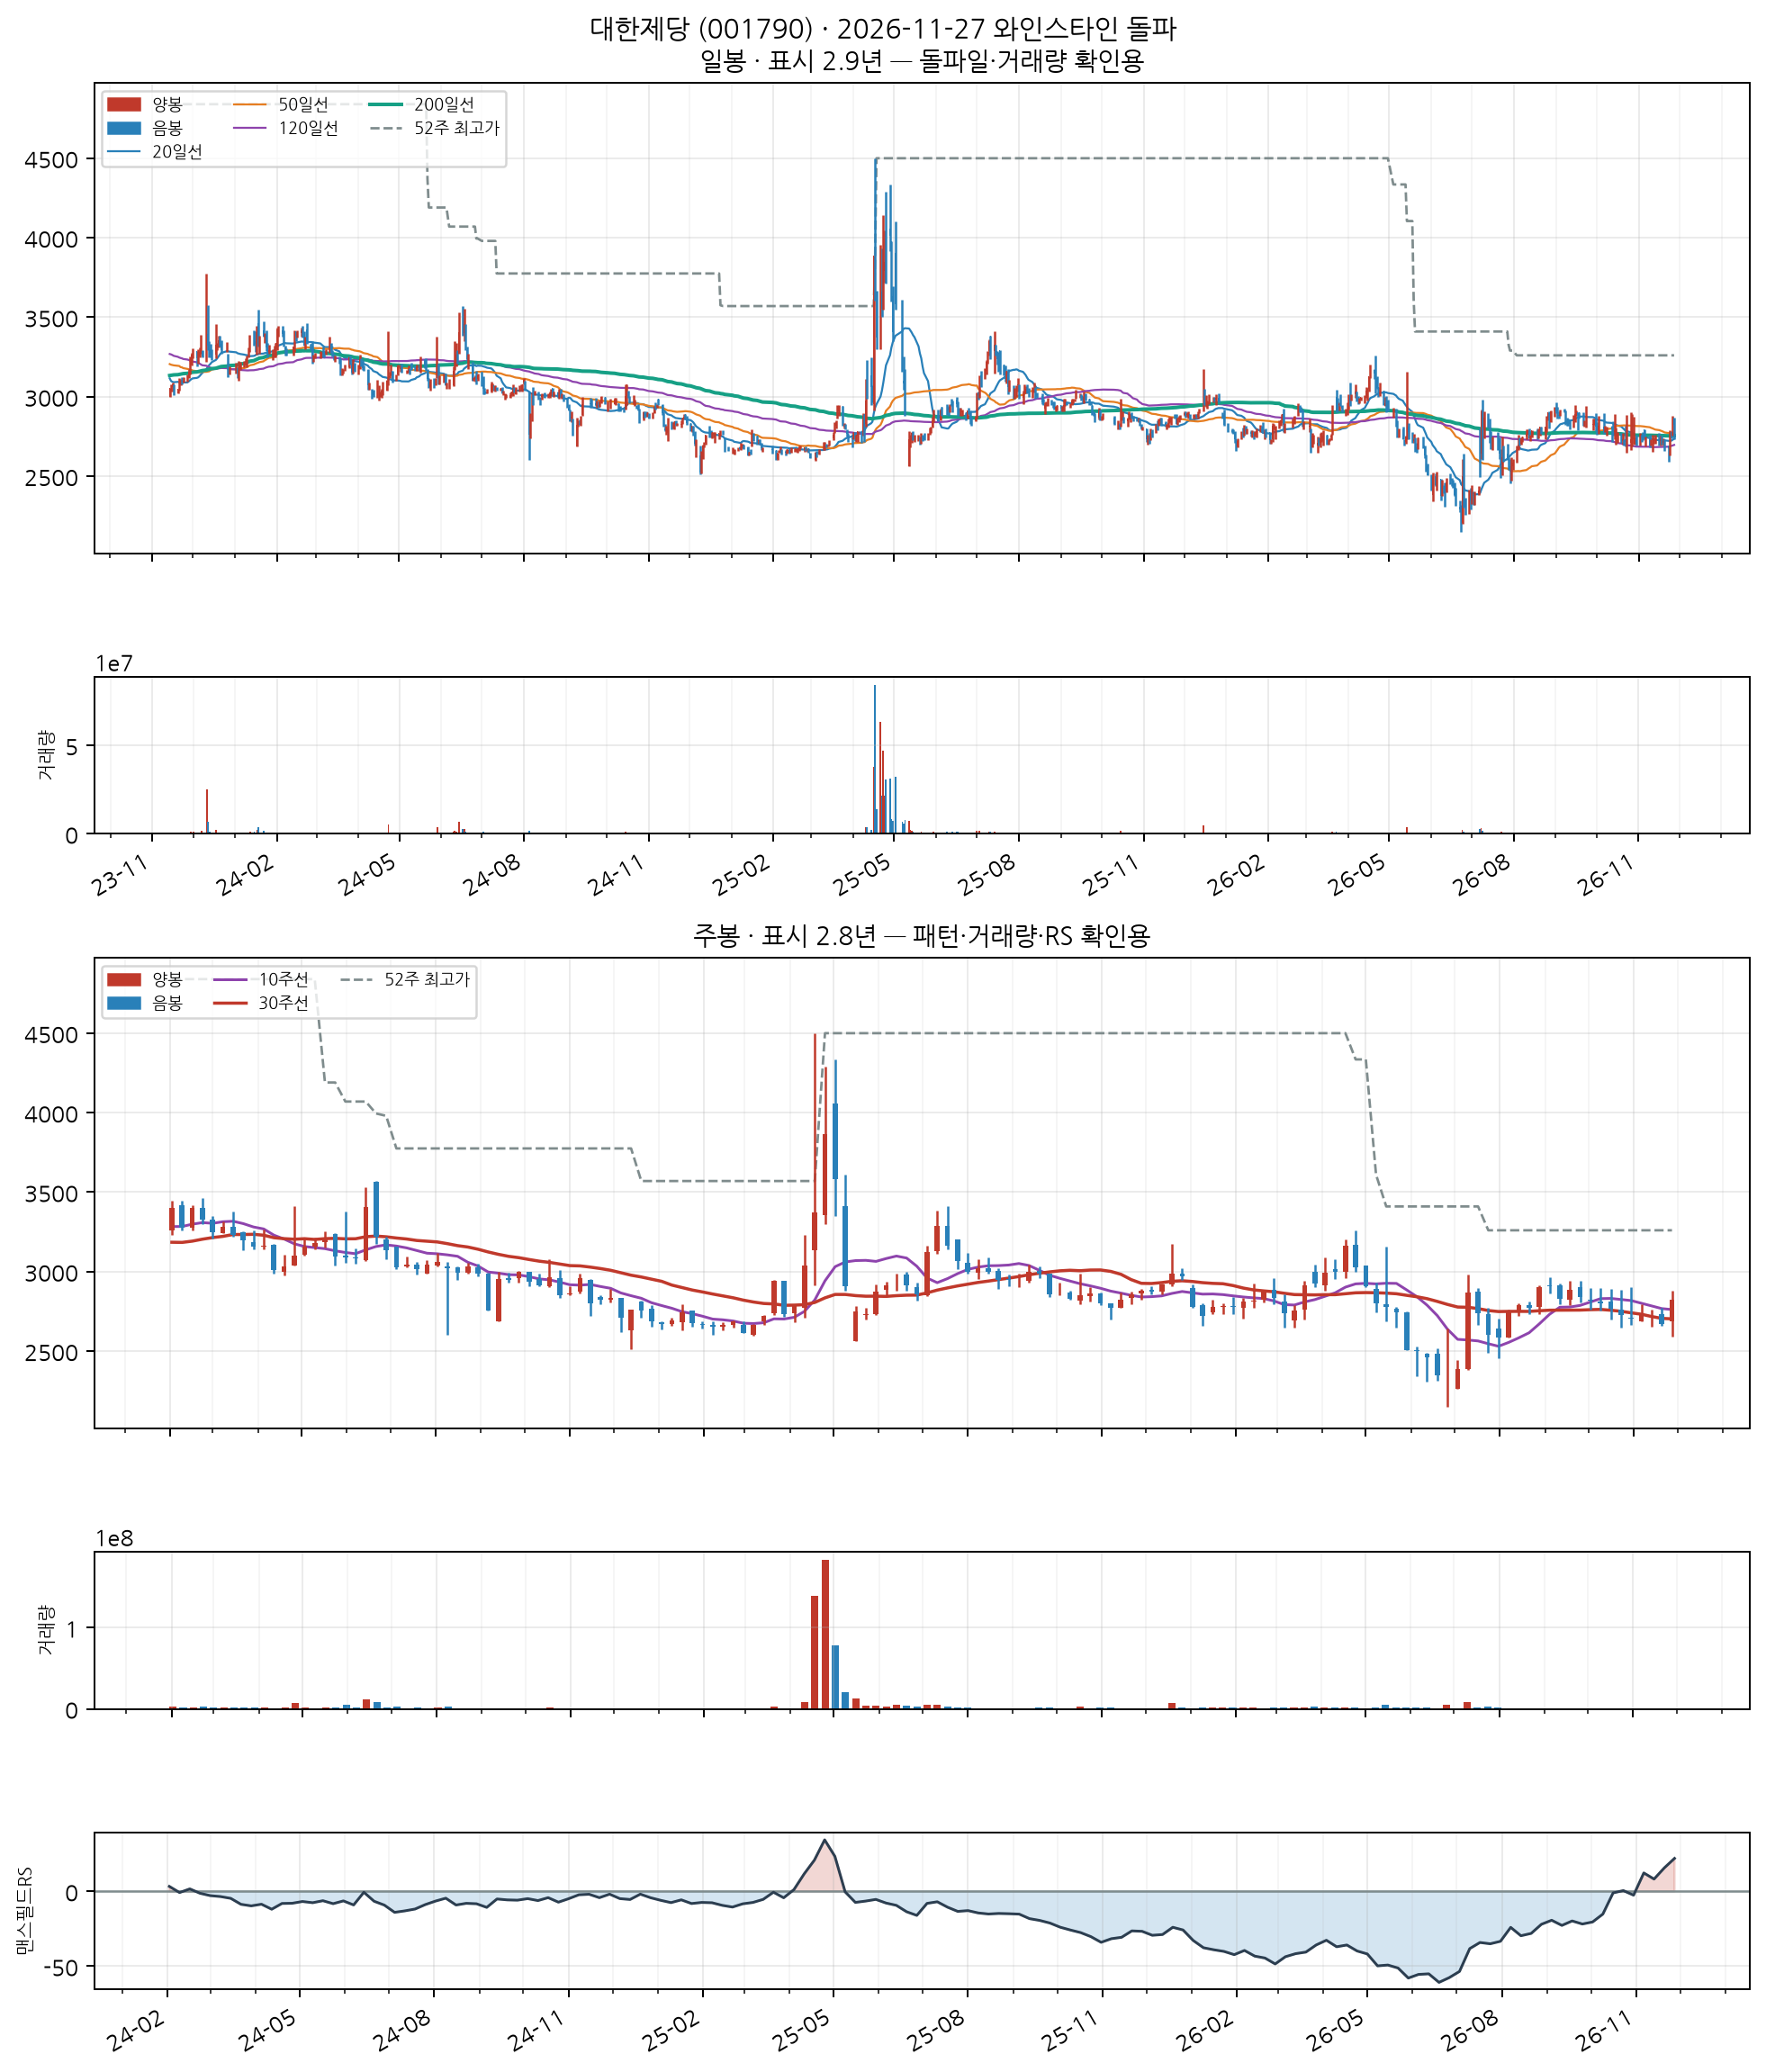 대한제당 (001790) · 2026-11-27 와인스타인 돌파
일봉 · 표시 2.9년 — 돌파일·거래량 확인용
양봉 50일선 200일선
음봉 120일선 52주 최고가
20일선
4500
4000
3500
3000
2500
1e7
거래량
5
0
23-11 24-02 24-05 24-08 24-11 25-02 25-05 25-08 25-11 26-02 26-05 26-08 26-11
주봉 · 표시 2.8년 — 패턴·거래량·RS 확인용
양봉 10주선 52주 최고가
음봉 30주선
4500
4000
3500
3000
2500
1e8
거래량
1
0
맨스필드RS
0
-50
24-02 24-05 24-08 24-11 25-02 25-05 25-08 25-11 26-02 26-05 26-08 26-11